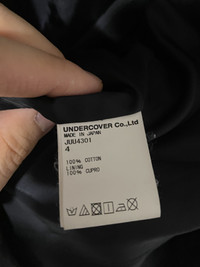 UNDERCOVER Co.,Ltd
MADE IN JAPAN
JUU4301
4
100% COTTON
LINING
100% CUPRO